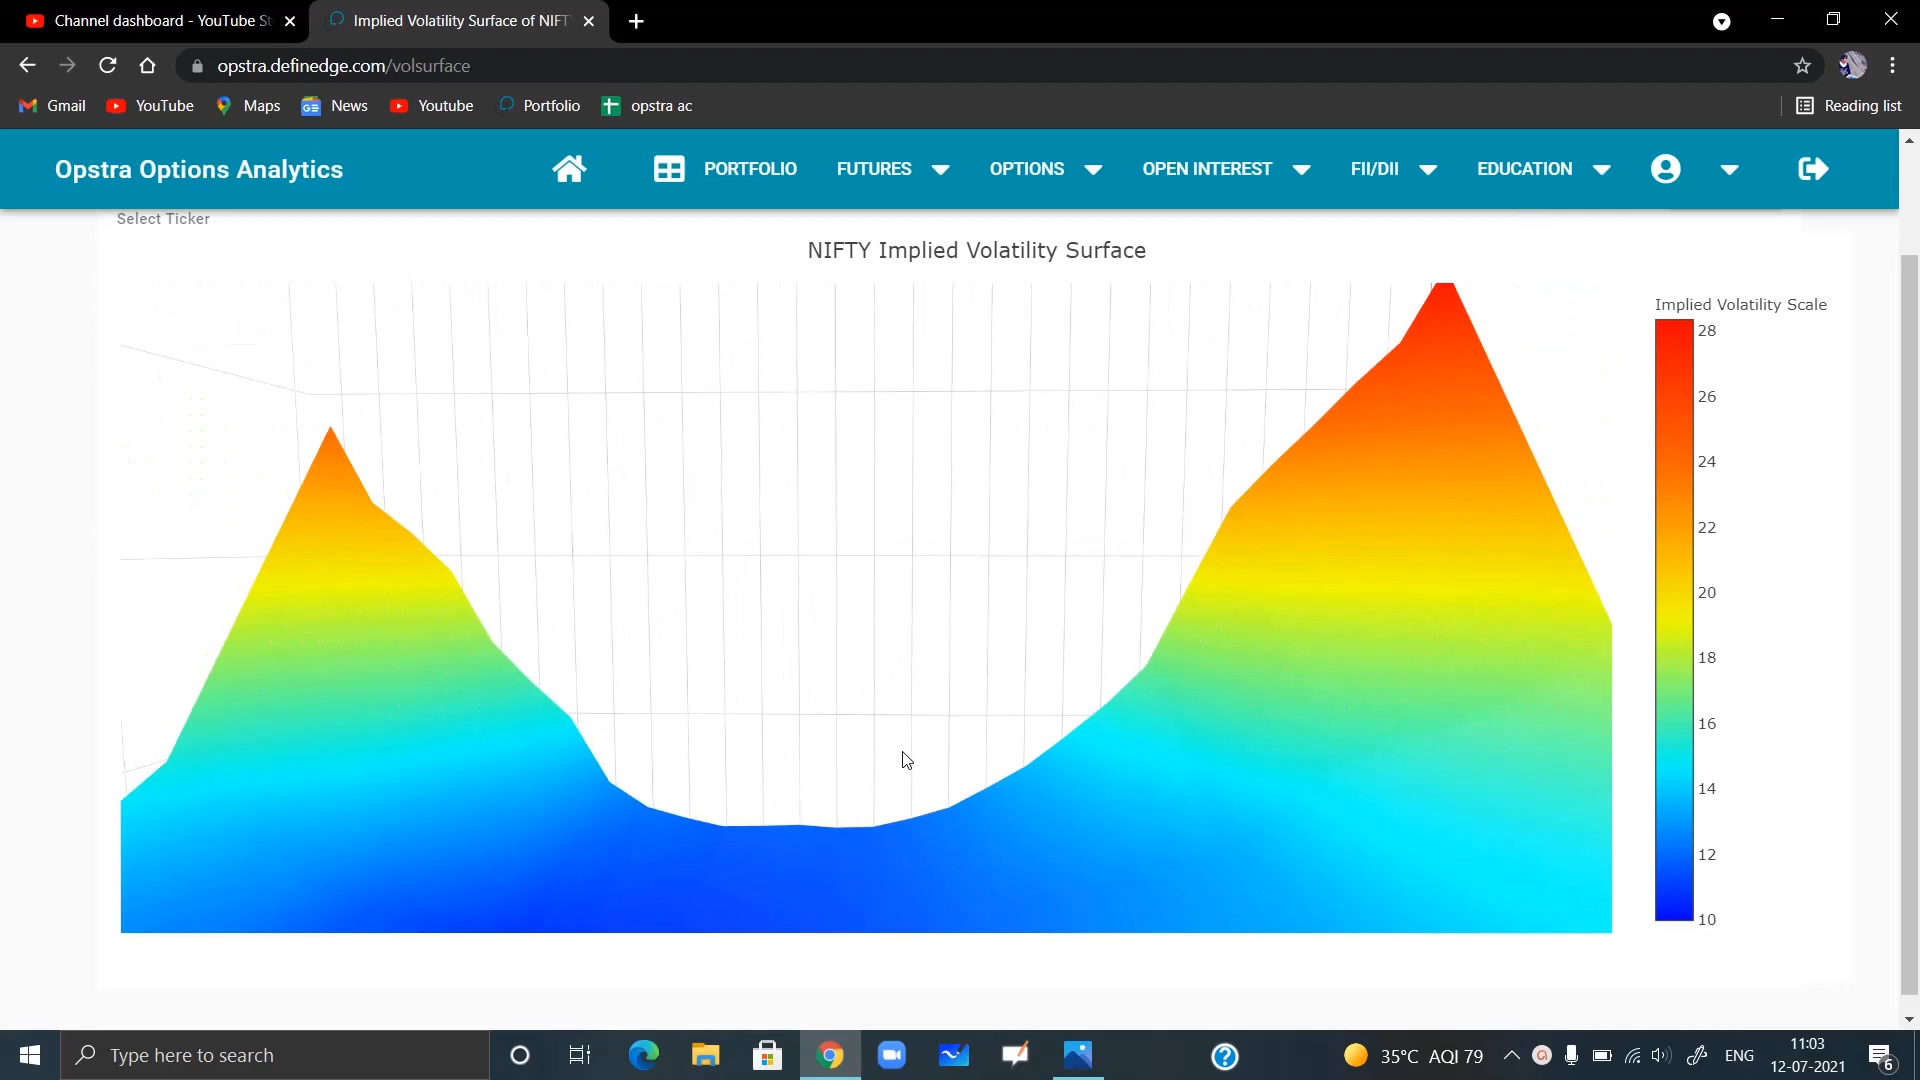 Channel dashboard - YouTube St
Implied Volatility Surface of NIFT
opstra.definedge.com/volsurface
Gmail
YouTube
Maps
News
Youtube
Portfolio
opstra ac
Reading list
Opstra Options Analytics
PORTFOLIO
FUTURES
OPTIONS
OPEN INTEREST
FII/DII
EDUCATION
Select Ticker
NIFTY Implied Volatility Surface
Implied Volatility Scale
28
26
24
22
20
18
16
14
12
10
Type here to search
35°C AQI 79
ENG
11:03
12-07-2021
6